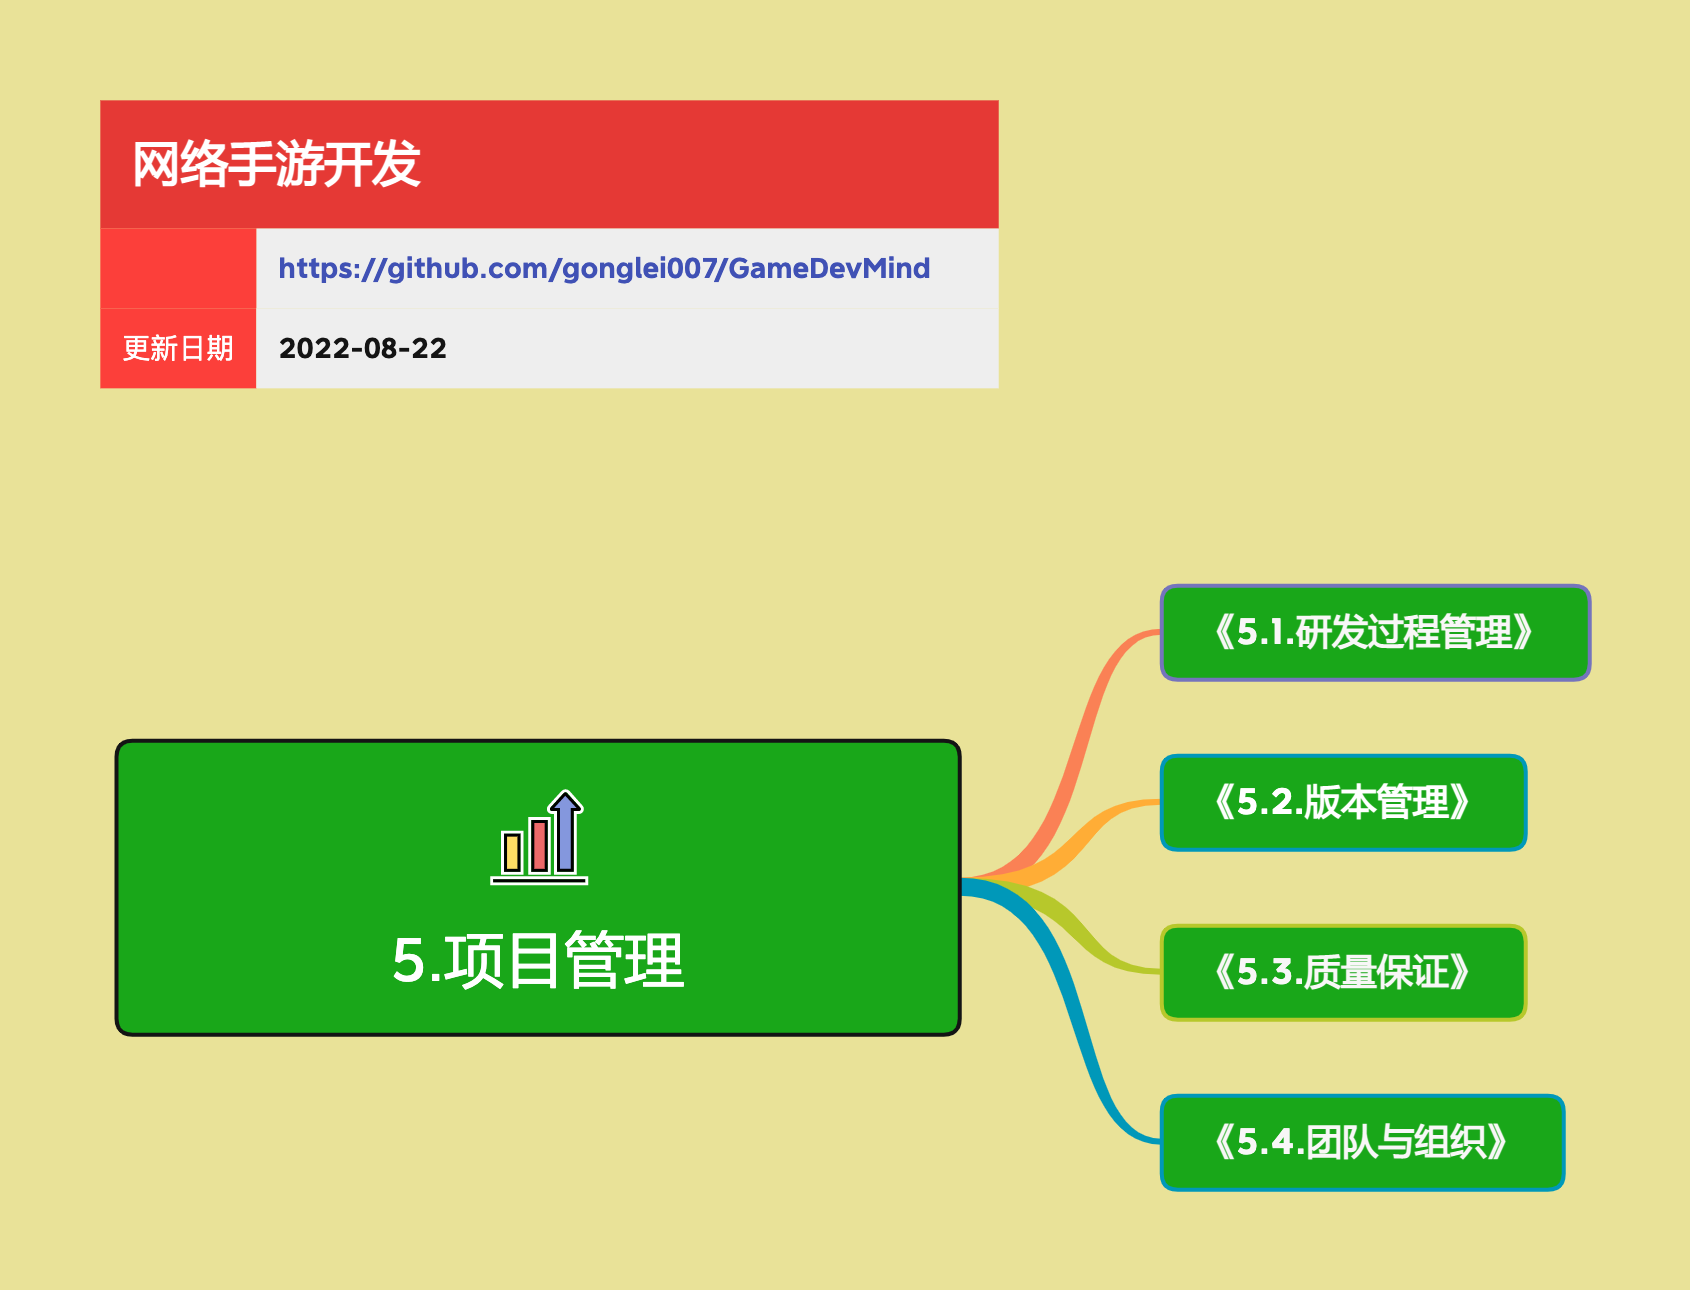 网络手游开发
https://github.com/gonglei007/GameDevMind
更新日期 2022-08-22
5.项目管理
《5.1.研发过程管理》
《5.2.版本管理》
《5.3.质量保证》
《5.4.团队与组织》